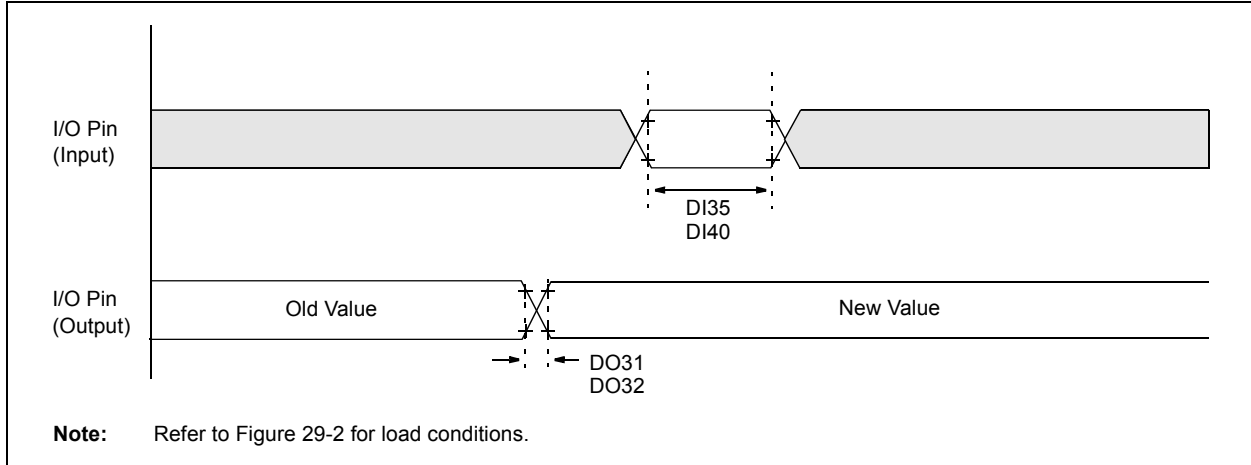 I/O Pin
(Input)
DI35
DI40
I/O Pin
(Output)
Old Value
New Value
DO31
DO32
Note: Refer to Figure 29-2 for load conditions.